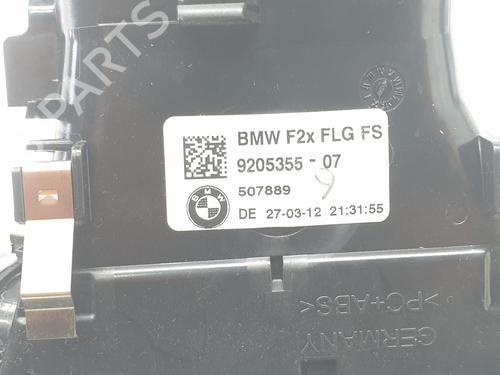 PARTS
BMW F2x FLG FS
9205355 - 07
507889
9
BMW
DE 27-03-12 21:31:55
>PC+ABS<
GERMANY